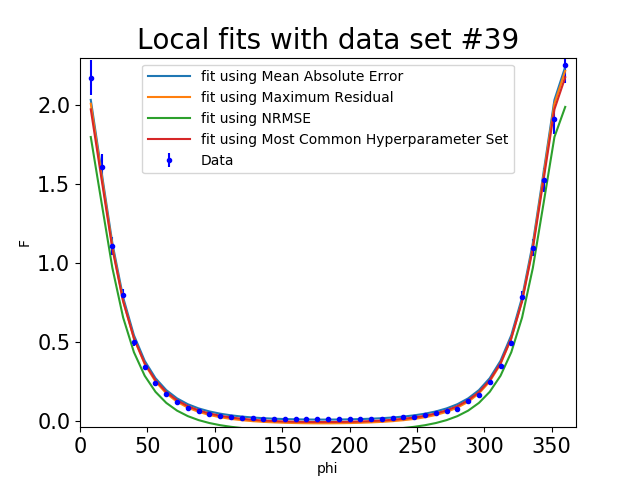 Local fits with data set #39
fit using Mean Absolute Error
fit using Maximum Residual
fit using NRMSE
fit using Most Common Hyperparameter Set
Data
F
2.0
1.5
1.0
0.5
0.0
0 50 100 150 200 250 300 350
phi